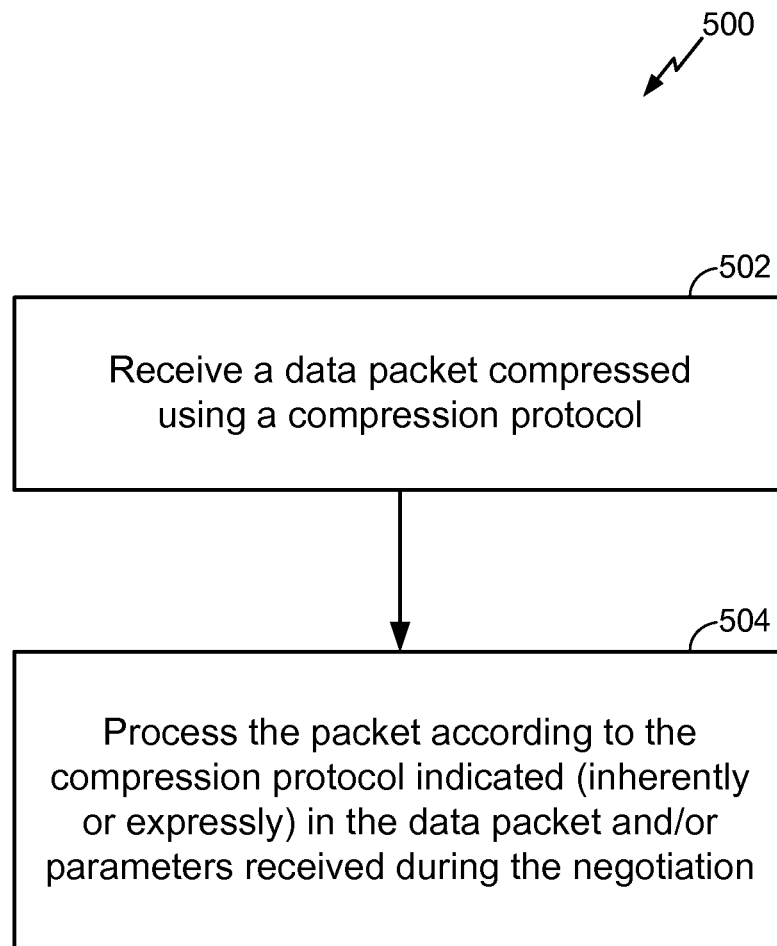 500
502
Receive a data packet compressed
using a compression protocol
504
Process the packet according to the
compression protocol indicated (inherently
or expressly) in the data packet and/or
parameters received during the negotiation